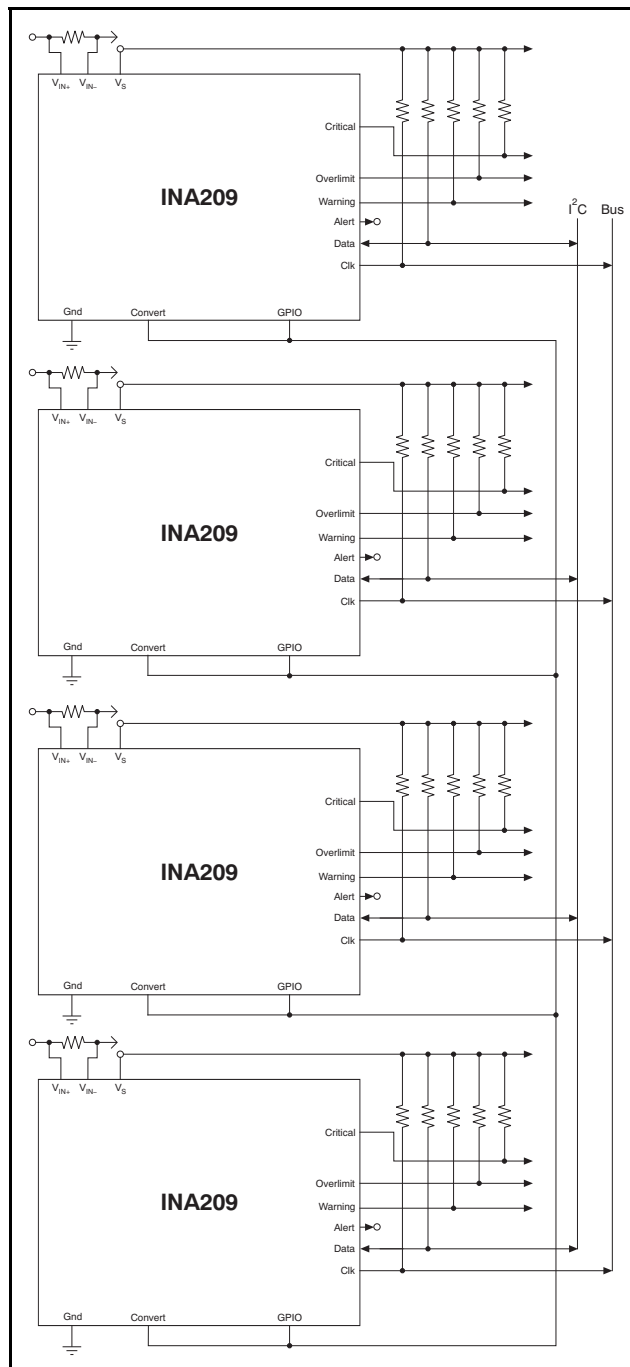 V_IN+ V_IN– V_S
Critical
INA209
Overlimit
Warning
I²C Bus
Alert
Data
Clk
Gnd Convert GPIO
V_IN+ V_IN– V_S
Critical
Overlimit
INA209
Warning
Alert
Data
Clk
Gnd Convert GPIO
V_IN+ V_IN– V_S
Critical
Overlimit
INA209
Warning
Alert
Data
Clk
Gnd Convert GPIO
V_IN+ V_IN– V_S
Critical
Overlimit
INA209
Warning
Alert
Data
Clk
Gnd Convert GPIO